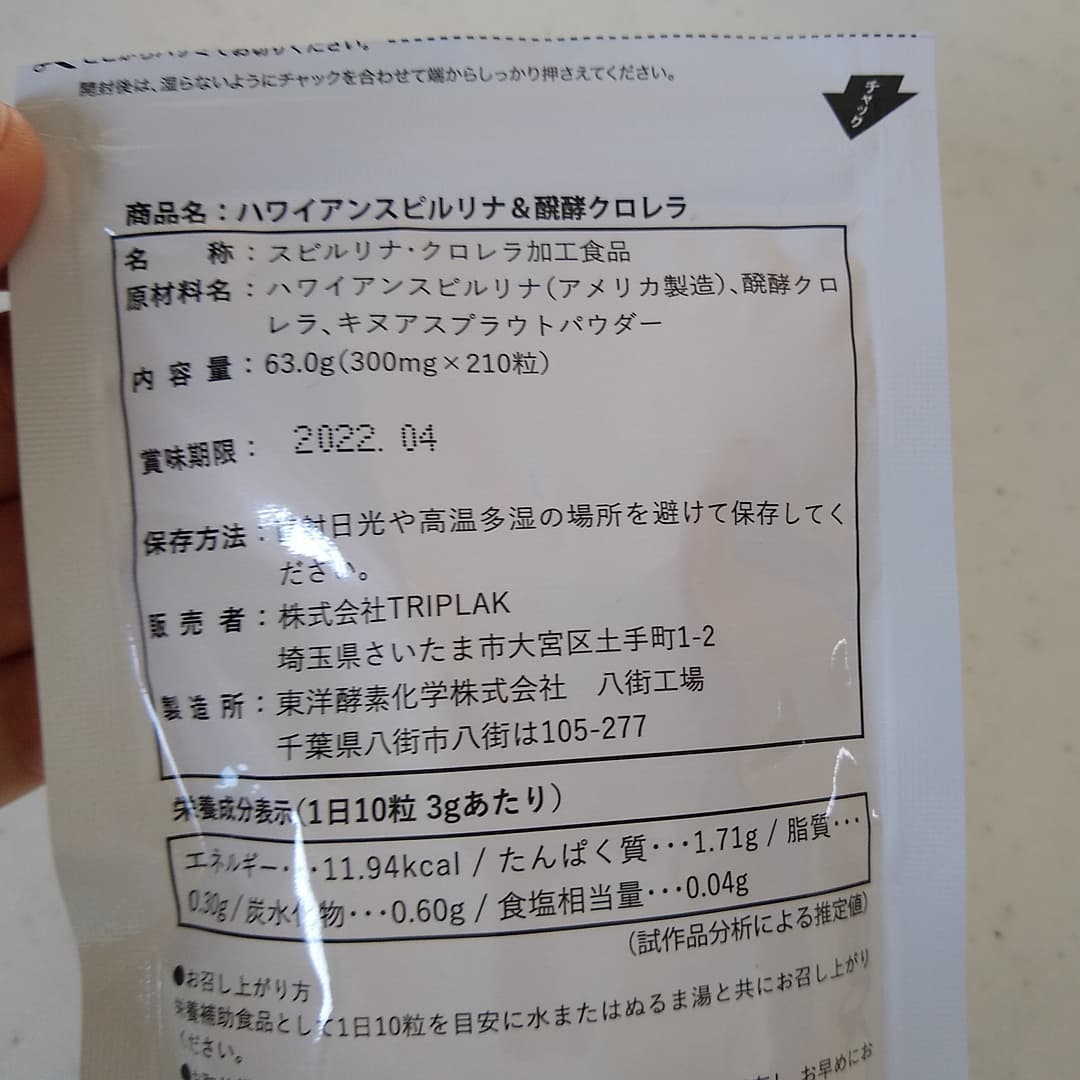 ください。
開封後は、湿らないようにチャックを合わせて端からしっかり押さえてください。
チャック
商品名：ハワイアンスピルリナ＆醗酵クロレラ
名　称：スピルリナ・クロレラ加工食品
原材料名：ハワイアンスピルリナ(アメリカ製造)、醗酵クロ
レラ、キヌアスプラウトパウダー
内容量：63.0g(300mg×210粒)
賞味期限：2022.04
保存方法：直射日光や高温多湿の場所を避けて保存してく
ださい。
販売者：株式会社TRIPLAK
埼玉県さいたま市大宮区土手町1-2
製造所：東洋酵素化学株式会社　八街工場
千葉県八街市八街は105-277
栄養成分表示(1日10粒 3gあたり)
エネルギー･･･11.94kcal / たんぱく質･･･1.71g / 脂質･･･
0.30g / 炭水化物･･･0.60g / 食塩相当量･･･0.04g
(試作品分析による推定値)
●お召し上がり方
栄養補助食品として1日10粒を目安に水またはぬるま湯と共にお召し上がり
ください。
お早めにお